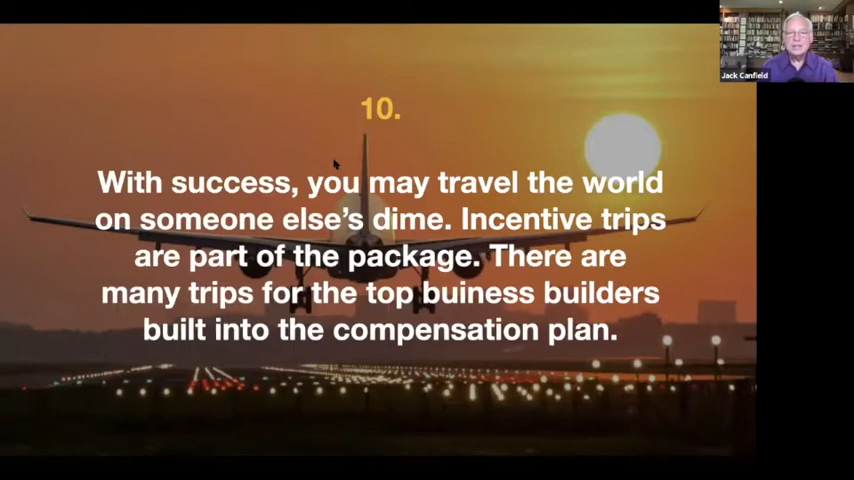 Jack Canfield
10.
With success, you may travel the world
on someone else's dime. Incentive trips
are part of the package. There are
many trips for the top buiness builders
built into the compensation plan.